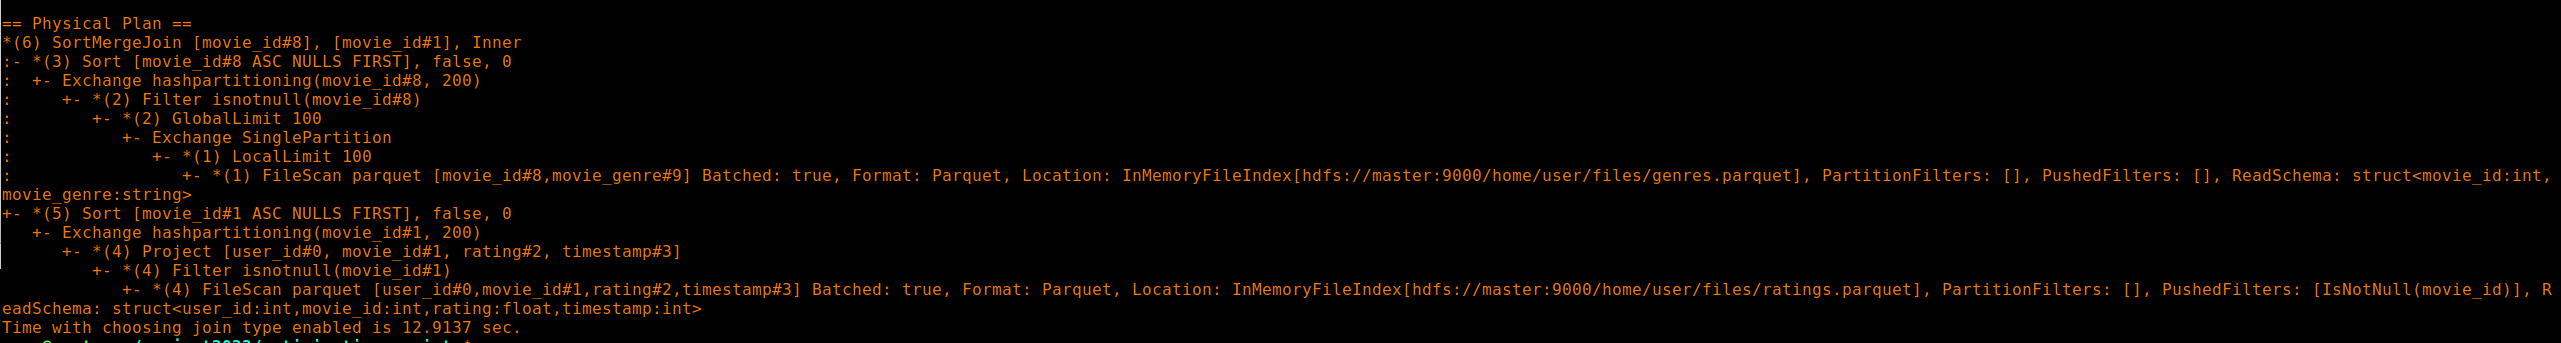 == Physical Plan ==
*(6) SortMergeJoin [movie_id#8], [movie_id#1], Inner
:- *(3) Sort [movie_id#8 ASC NULLS FIRST], false, 0
:  +- Exchange hashpartitioning(movie_id#8, 200)
:     +- *(2) Filter isnotnull(movie_id#8)
:        +- *(2) GlobalLimit 100
:           +- Exchange SinglePartition
:              +- *(1) LocalLimit 100
:                 +- *(1) FileScan parquet [movie_id#8,movie_genre#9] Batched: true, Format: Parquet, Location: InMemoryFileIndex[hdfs://master:9000/home/user/files/genres.parquet], PartitionFilters: [], PushedFilters: [], ReadSchema: struct<movie_id:int,
movie_genre:string>
+- *(5) Sort [movie_id#1 ASC NULLS FIRST], false, 0
   +- Exchange hashpartitioning(movie_id#1, 200)
      +- *(4) Project [user_id#0, movie_id#1, rating#2, timestamp#3]
         +- *(4) Filter isnotnull(movie_id#1)
            +- *(4) FileScan parquet [user_id#0,movie_id#1,rating#2,timestamp#3] Batched: true, Format: Parquet, Location: InMemoryFileIndex[hdfs://master:9000/home/user/files/ratings.parquet], PartitionFilters: [], PushedFilters: [IsNotNull(movie_id)], R
eadSchema: struct<user_id:int,movie_id:int,rating:float,timestamp:int>
Time with choosing join type enabled is 12.9137 sec.